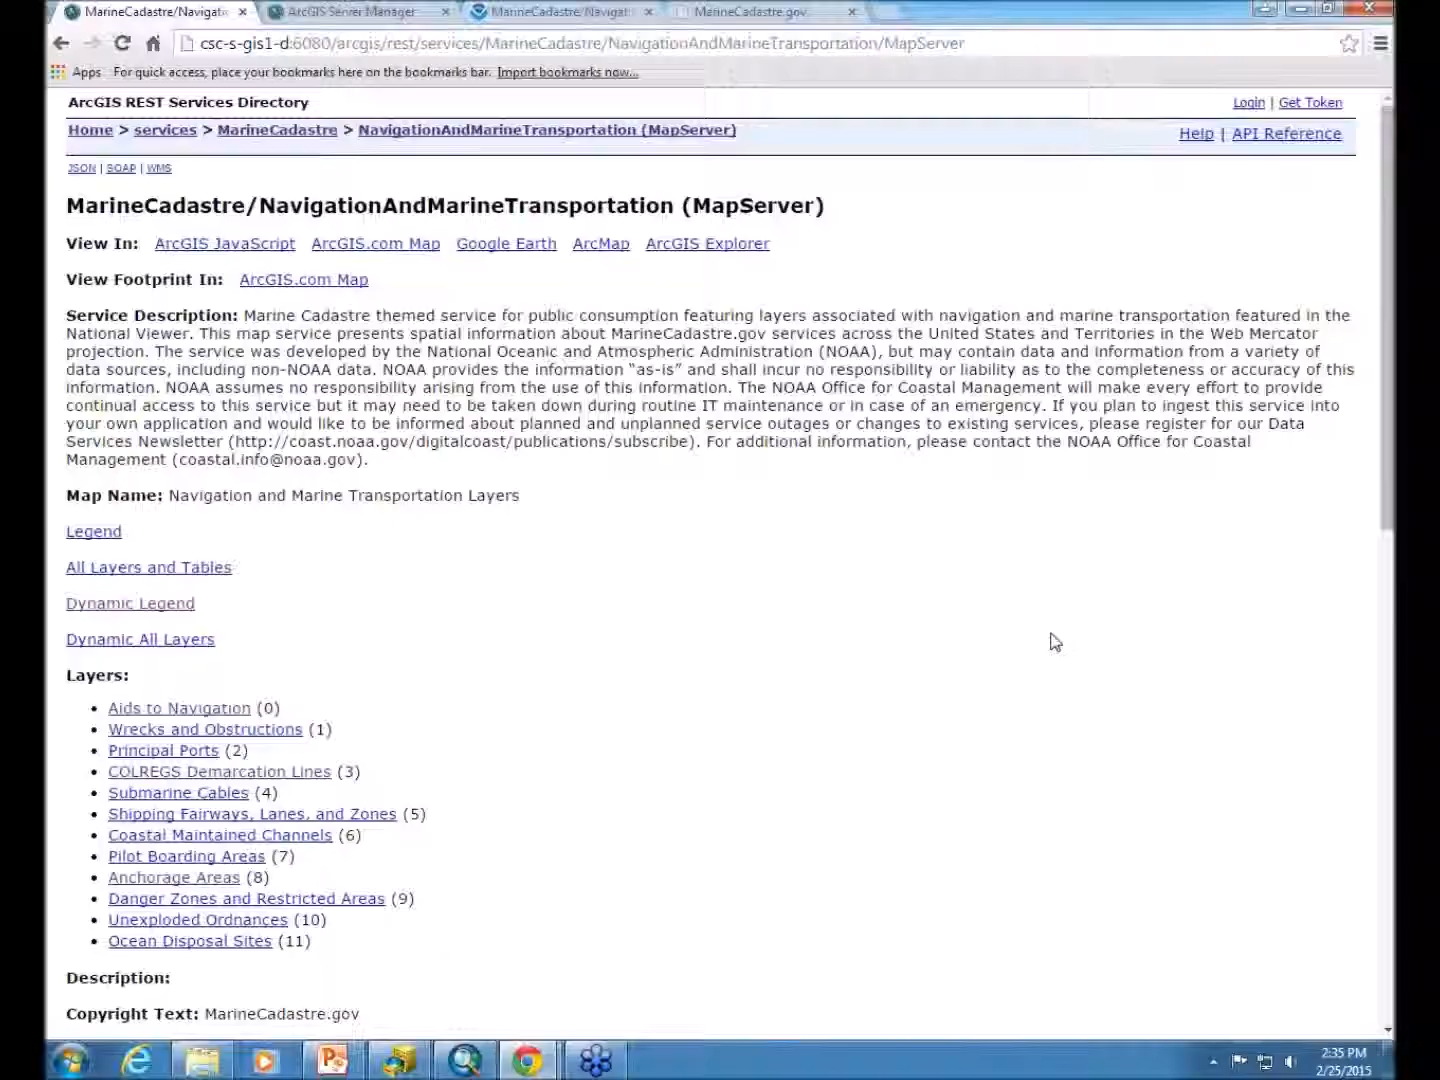 MarineCadastre/Navigat
ArcGIS Server Manager
MarineCadastre/Navigat
MarineCadastre.gov
csc-s-gis1-d:6080/arcgis/rest/services/MarineCadastre/NavigationAndMarineTransportation/MapServer
Apps For quick access, place your bookmarks here on the bookmarks bar. Import bookmarks now...
ArcGIS REST Services Directory
Login | Get Token
Home > services > MarineCadastre > NavigationAndMarineTransportation (MapServer)
Help | API Reference
JSON | SOAP | WMS
MarineCadastre/NavigationAndMarineTransportation (MapServer)
View In: ArcGIS JavaScript ArcGIS.com Map Google Earth ArcMap ArcGIS Explorer
View Footprint In: ArcGIS.com Map
Service Description: Marine Cadastre themed service for public consumption featuring layers associated with navigation and marine transportation featured in the
National Viewer. This map service presents spatial information about MarineCadastre.gov services across the United States and Territories in the Web Mercator
projection. The service was developed by the National Oceanic and Atmospheric Administration (NOAA), but may contain data and information from a variety of
data sources, including non-NOAA data. NOAA provides the information “as-is” and shall incur no responsibility or liability as to the completeness or accuracy of this
information. NOAA assumes no responsibility arising from the use of this information. The NOAA Office for Coastal Management will make every effort to provide
continual access to this service but it may need to be taken down during routine IT maintenance or in case of an emergency. If you plan to ingest this service into
your own application and would like to be informed about planned and unplanned service outages or changes to existing services, please register for our Data
Services Newsletter (http://coast.noaa.gov/digitalcoast/publications/subscribe). For additional information, please contact the NOAA Office for Coastal
Management (coastal.info@noaa.gov).
Map Name: Navigation and Marine Transportation Layers
Legend
All Layers and Tables
Dynamic Legend
Dynamic All Layers
Layers:
• Aids to Navigation (0)
• Wrecks and Obstructions (1)
• Principal Ports (2)
• COLREGS Demarcation Lines (3)
• Submarine Cables (4)
• Shipping Fairways, Lanes, and Zones (5)
• Coastal Maintained Channels (6)
• Pilot Boarding Areas (7)
• Anchorage Areas (8)
• Danger Zones and Restricted Areas (9)
• Unexploded Ordnances (10)
• Ocean Disposal Sites (11)
Description:
Copyright Text: MarineCadastre.gov
2:35 PM
2/25/2015